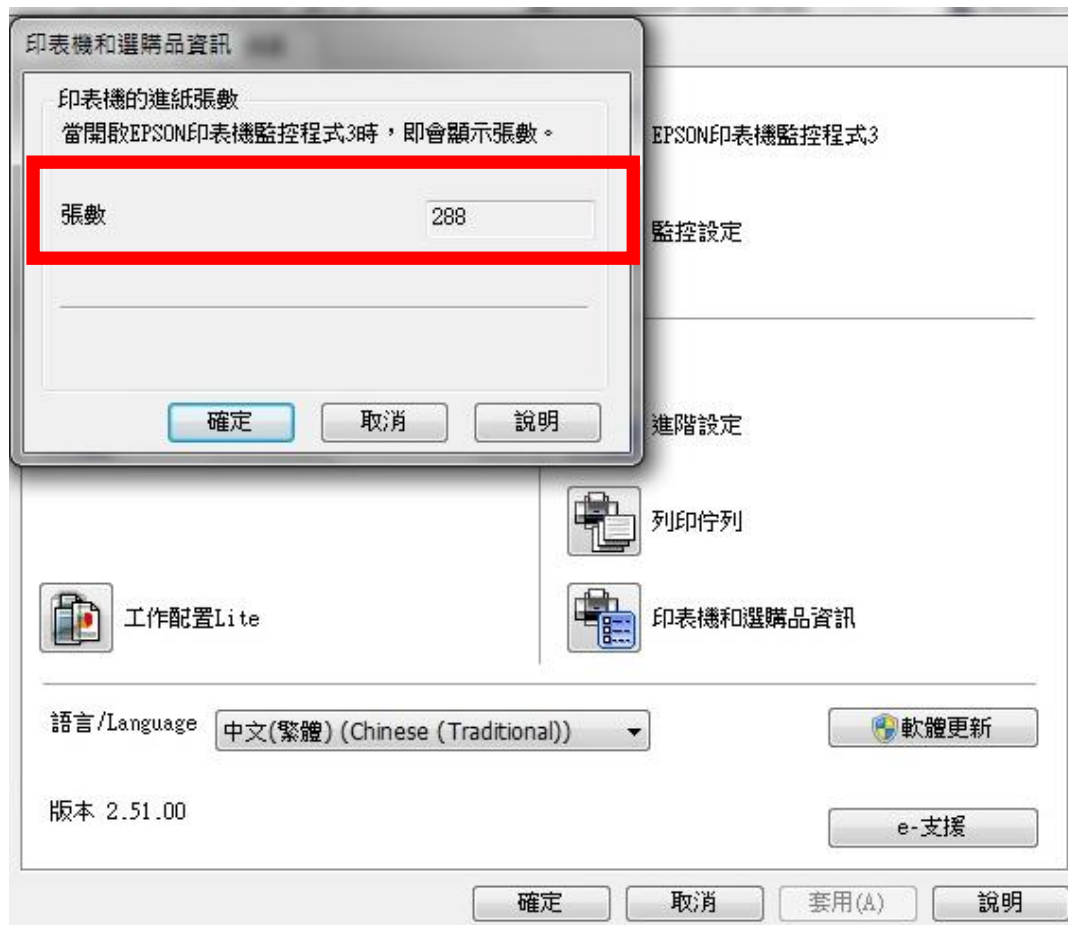 印表機和選購品資訊
印表機的進紙張數
當開啟EPSON印表機監控程式3時，即會顯示張數。
張數 288
確定 取消 說明
EPSON印表機監控程式3
監控設定
進階設定
列印佇列
工作配置Lite
印表機和選購品資訊
語言/Language 中文(繁體) (Chinese (Traditional))
軟體更新
版本 2.51.00
e-支援
確定 取消 套用(A) 說明